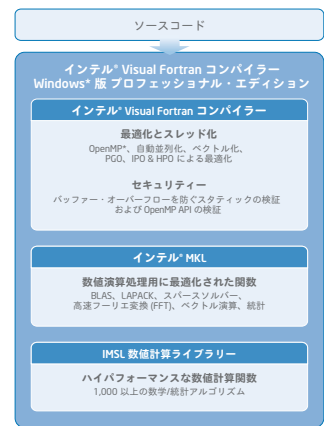 ソースコード
インテル® Visual Fortran コンパイラー
Windows* 版 プロフェッショナル・エディション
インテル® Visual Fortran コンパイラー
最適化とスレッド化
OpenMP*、自動並列化、ベクトル化、
PGO、IPO & HPO による最適化
セキュリティー
バッファー・オーバーフローを防ぐスタティックの検証
および OpenMP API の検証
インテル® MKL
数値演算処理用に最適化された関数
BLAS、LAPACK、スパースソルバー、
高速フーリエ変換 (FFT)、ベクトル演算、統計
IMSL 数値計算ライブラリー
ハイパフォーマンスな数値計算関数
1,000 以上の数学/統計アルゴリズム